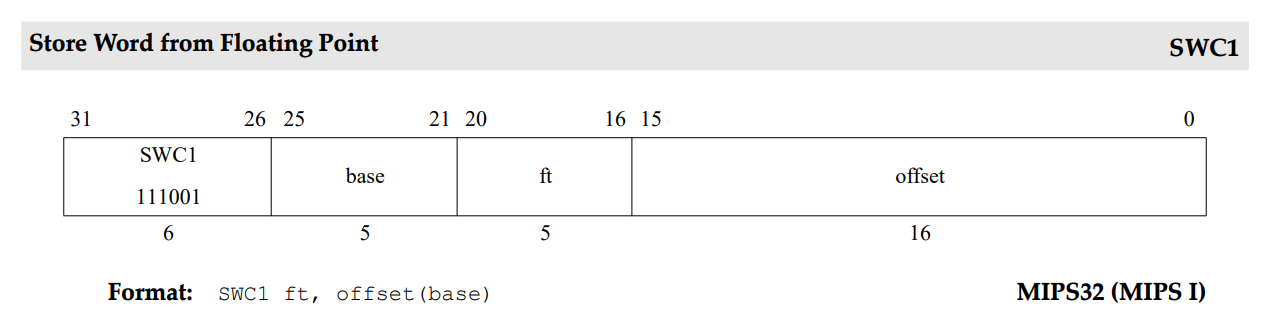 Store Word from Floating Point SWC1
31 26 25 21 20 16 15 0
SWC1
111001 base ft offset
6 5 5 16
Format: SWC1 ft, offset(base) MIPS32 (MIPS I)